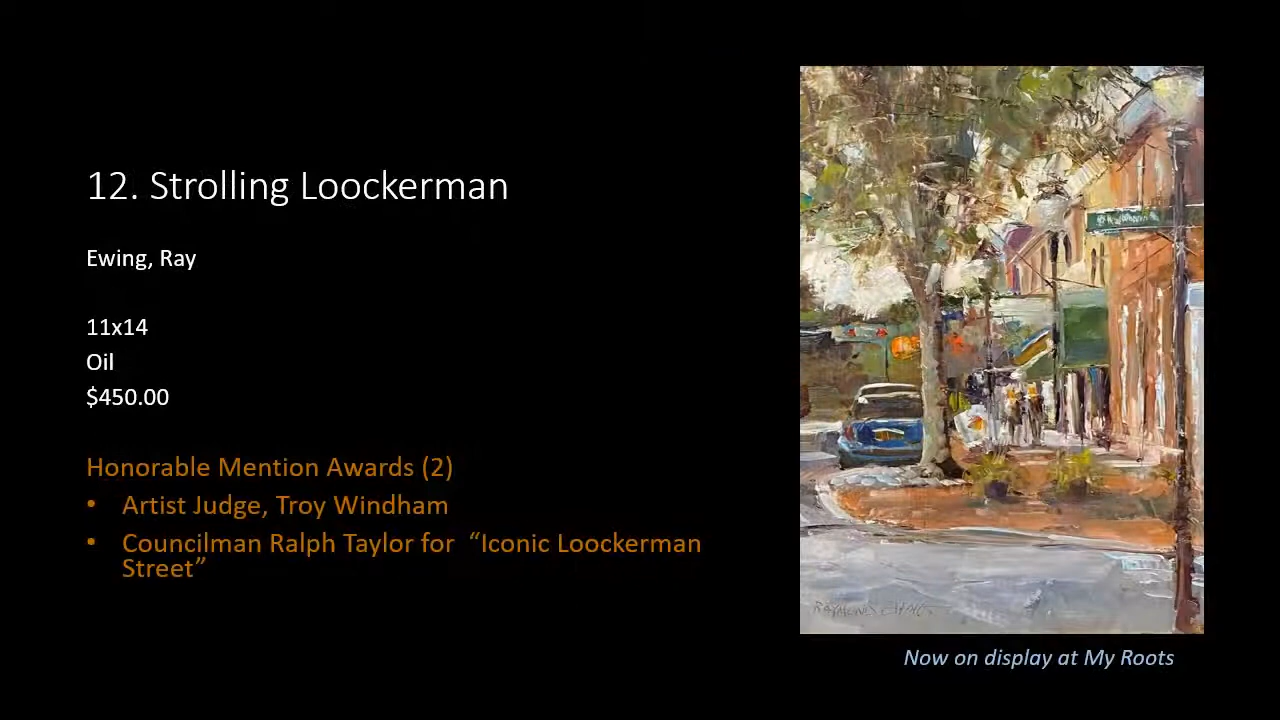 12. Strolling Loockerman
Ewing, Ray
11x14
Oil
$450.00
Honorable Mention Awards (2)
• Artist Judge, Troy Windham
• Councilman Ralph Taylor for “Iconic Loockerman
Street”
Now on display at My Roots